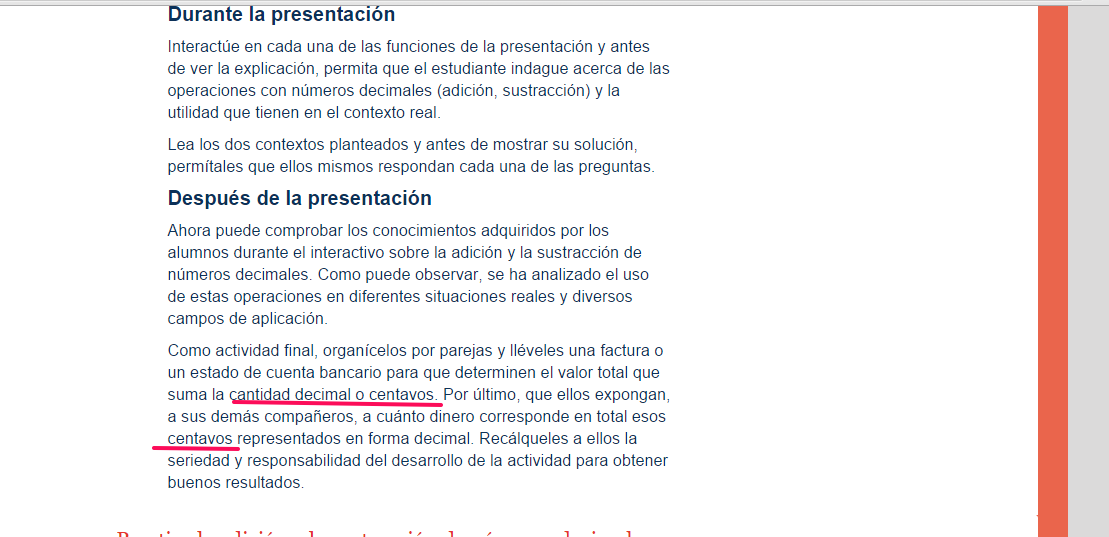 Durante la presentación
Interactúe en cada una de las funciones de la presentación y antes
de ver la explicación, permita que el estudiante indague acerca de las
operaciones con números decimales (adición, sustracción) y la
utilidad que tienen en el contexto real.
Lea los dos contextos planteados y antes de mostrar su solución,
permítales que ellos mismos respondan cada una de las preguntas.
Después de la presentación
Ahora puede comprobar los conocimientos adquiridos por los
alumnos durante el interactivo sobre la adición y la sustracción de
números decimales. Como puede observar, se ha analizado el uso
de estas operaciones en diferentes situaciones reales y diversos
campos de aplicación.
Como actividad final, organícelos por parejas y lléveles una factura o
un estado de cuenta bancario para que determinen el valor total que
suma la cantidad decimal o centavos. Por último, que ellos expongan,
a sus demás compañeros, a cuánto dinero corresponde en total esos
centavos representados en forma decimal. Recálqueles a ellos la
seriedad y responsabilidad del desarrollo de la actividad para obtener
buenos resultados.